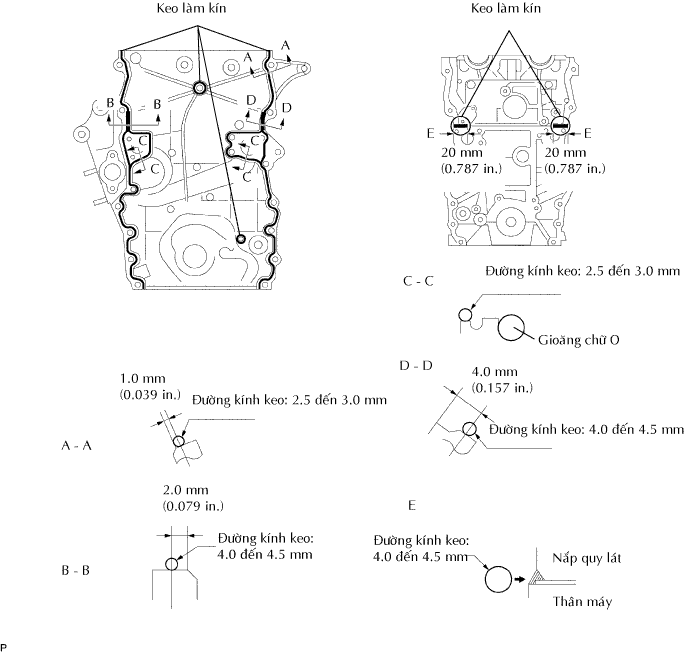 Keo làm kín
Keo làm kín
A
A
B
B
D
D
C
C
C
C
E
E
20 mm
(0.787 in.)
20 mm
(0.787 in.)
C - C
Đường kính keo: 2.5 đến 3.0 mm
Gioăng chữ O
D - D
4.0 mm
(0.157 in.)
Đường kính keo: 4.0 đến 4.5 mm
1.0 mm
(0.039 in.)
Đường kính keo: 2.5 đến 3.0 mm
A - A
2.0 mm
(0.079 in.)
Đường kính keo:
4.0 đến 4.5 mm
B - B
E
Đường kính keo:
4.0 đến 4.5 mm
Nắp quy lát
Thân máy
P